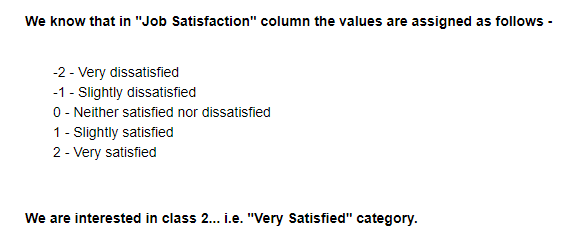 We know that in "Job Satisfaction" column the values are assigned as follows -
-2 - Very dissatisfied
-1 - Slightly dissatisfied
0 - Neither satisfied nor dissatisfied
1 - Slightly satisfied
2 - Very satisfied
We are interested in class 2... i.e. "Very Satisfied" category.